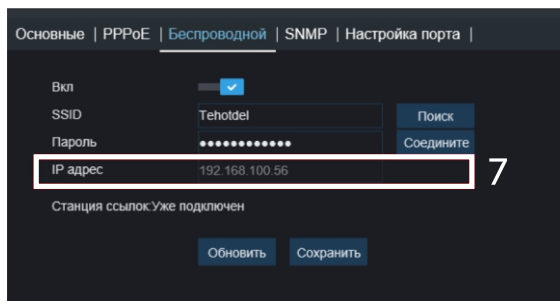 Основные | PPPoE | Беспроводной | SNMP | Настройка порта |
Вкл
SSID Tehotdel Поиск
Пароль •••••••••••• Соедините
IP адрес 192.168.100.56 7
Станция ссылок:Уже подключен
Обновить Сохранить